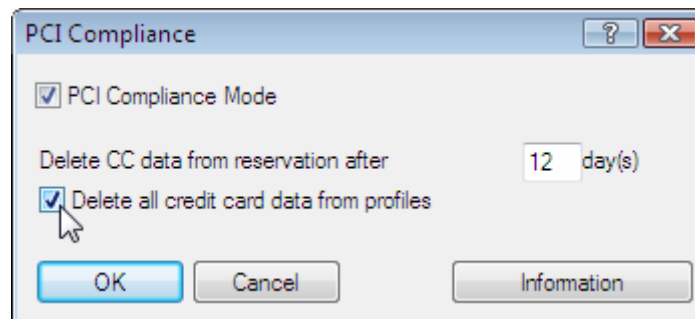 PCI Compliance
PCI Compliance Mode
Delete CC data from reservation after 12 day(s)
Delete all credit card data from profiles
OK Cancel Information